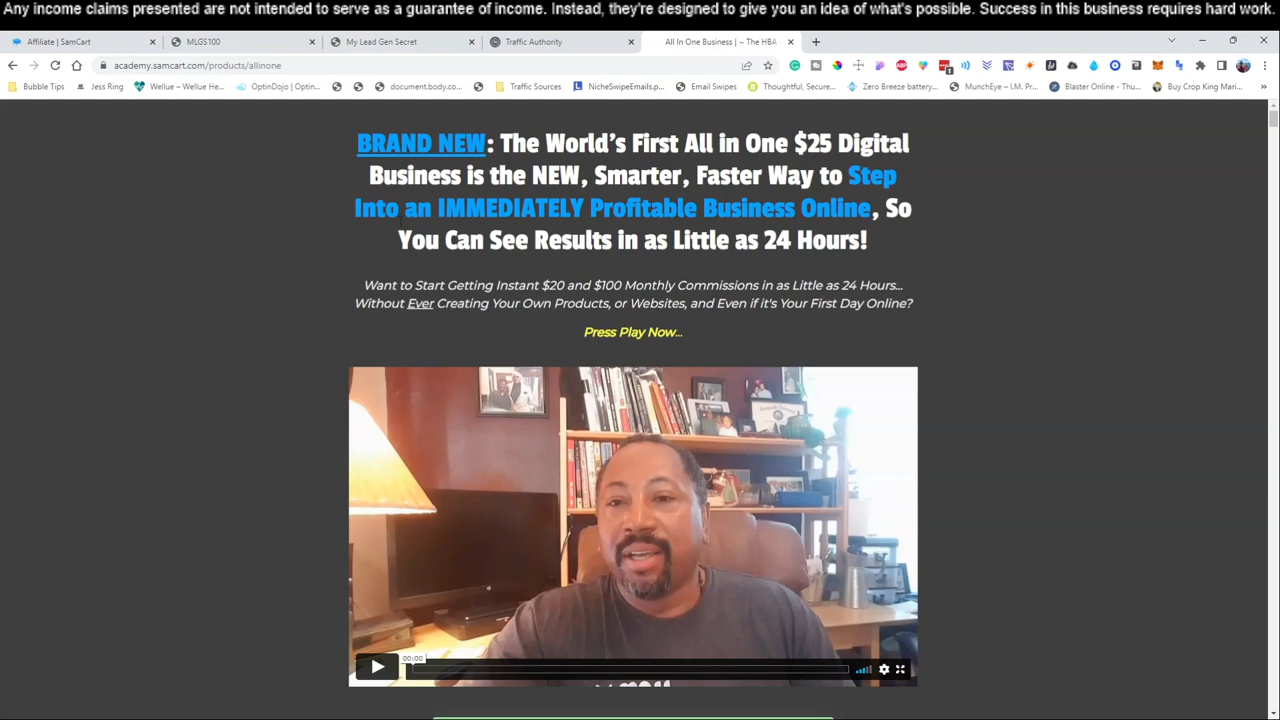 Any income claims presented are not intended to serve as a guarantee of income. Instead, they're designed to give you an idea of what's possible. Success in this business requires hard work.
Affiliate | SamCart
MLGS100
My Lead Gen Secret
Traffic Authority
All In One Business | ~ The HBA
academy.samcart.com/products/allinone
Bubble Tips
Jess Ring
Wellue – Wellue He...
OptinDojo | Optin...
document.body.co...
Traffic Sources
NicheSwipeEmails.p...
Email Swipes
Thoughtful, Secure...
Zero Breeze battery...
MunchEye – I.M. Pr...
Blaster Online - Thu...
Buy Crop King Mari...
BRAND NEW: The World's First All in One $25 Digital
Business is the NEW, Smarter, Faster Way to Step
Into an IMMEDIATELY Profitable Business Online, So
You Can See Results in as Little as 24 Hours!
Want to Start Getting Instant $20 and $100 Monthly Commissions in as Little as 24 Hours...
Without Ever Creating Your Own Products, or Websites, and Even if it's Your First Day Online?
Press Play Now...
00:00